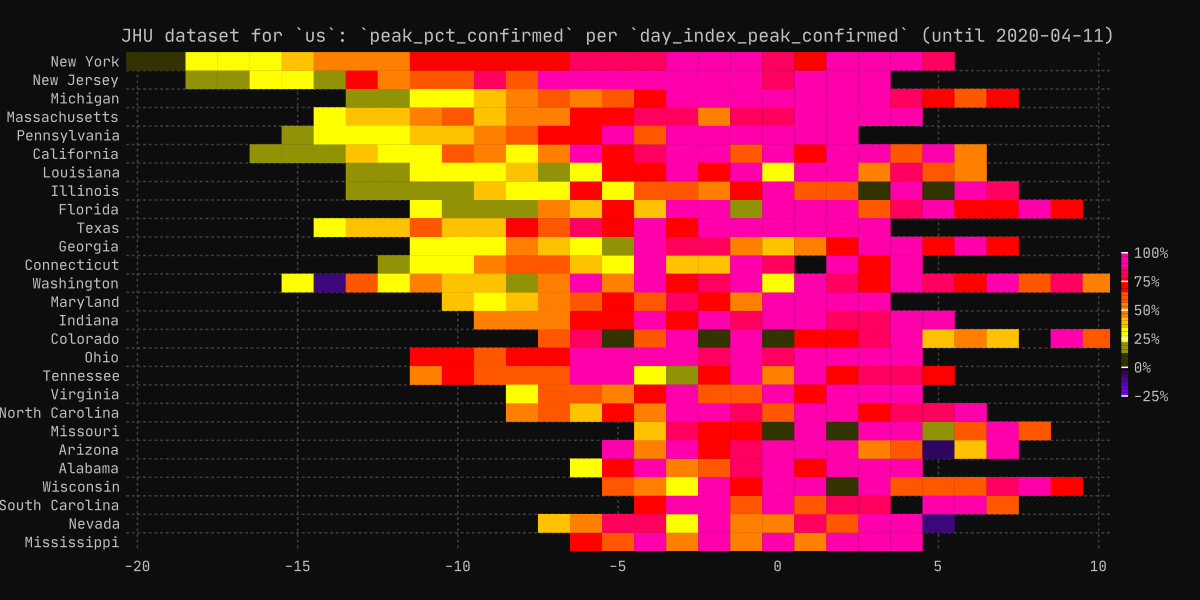 JHU dataset for `us`: `peak_pct_confirmed` per `day_index_peak_confirmed` (until 2020-04-11)
New York
New Jersey
Michigan
Massachusetts
Pennsylvania
California
Louisiana
Illinois
Florida
Texas
Georgia
Connecticut
Washington
Maryland
Indiana
Colorado
Ohio
Tennessee
Virginia
North Carolina
Missouri
Arizona
Alabama
Wisconsin
South Carolina
Nevada
Mississippi
100%
75%
50%
25%
0%
−25%
−20 −15 −10 −5 0 5 10